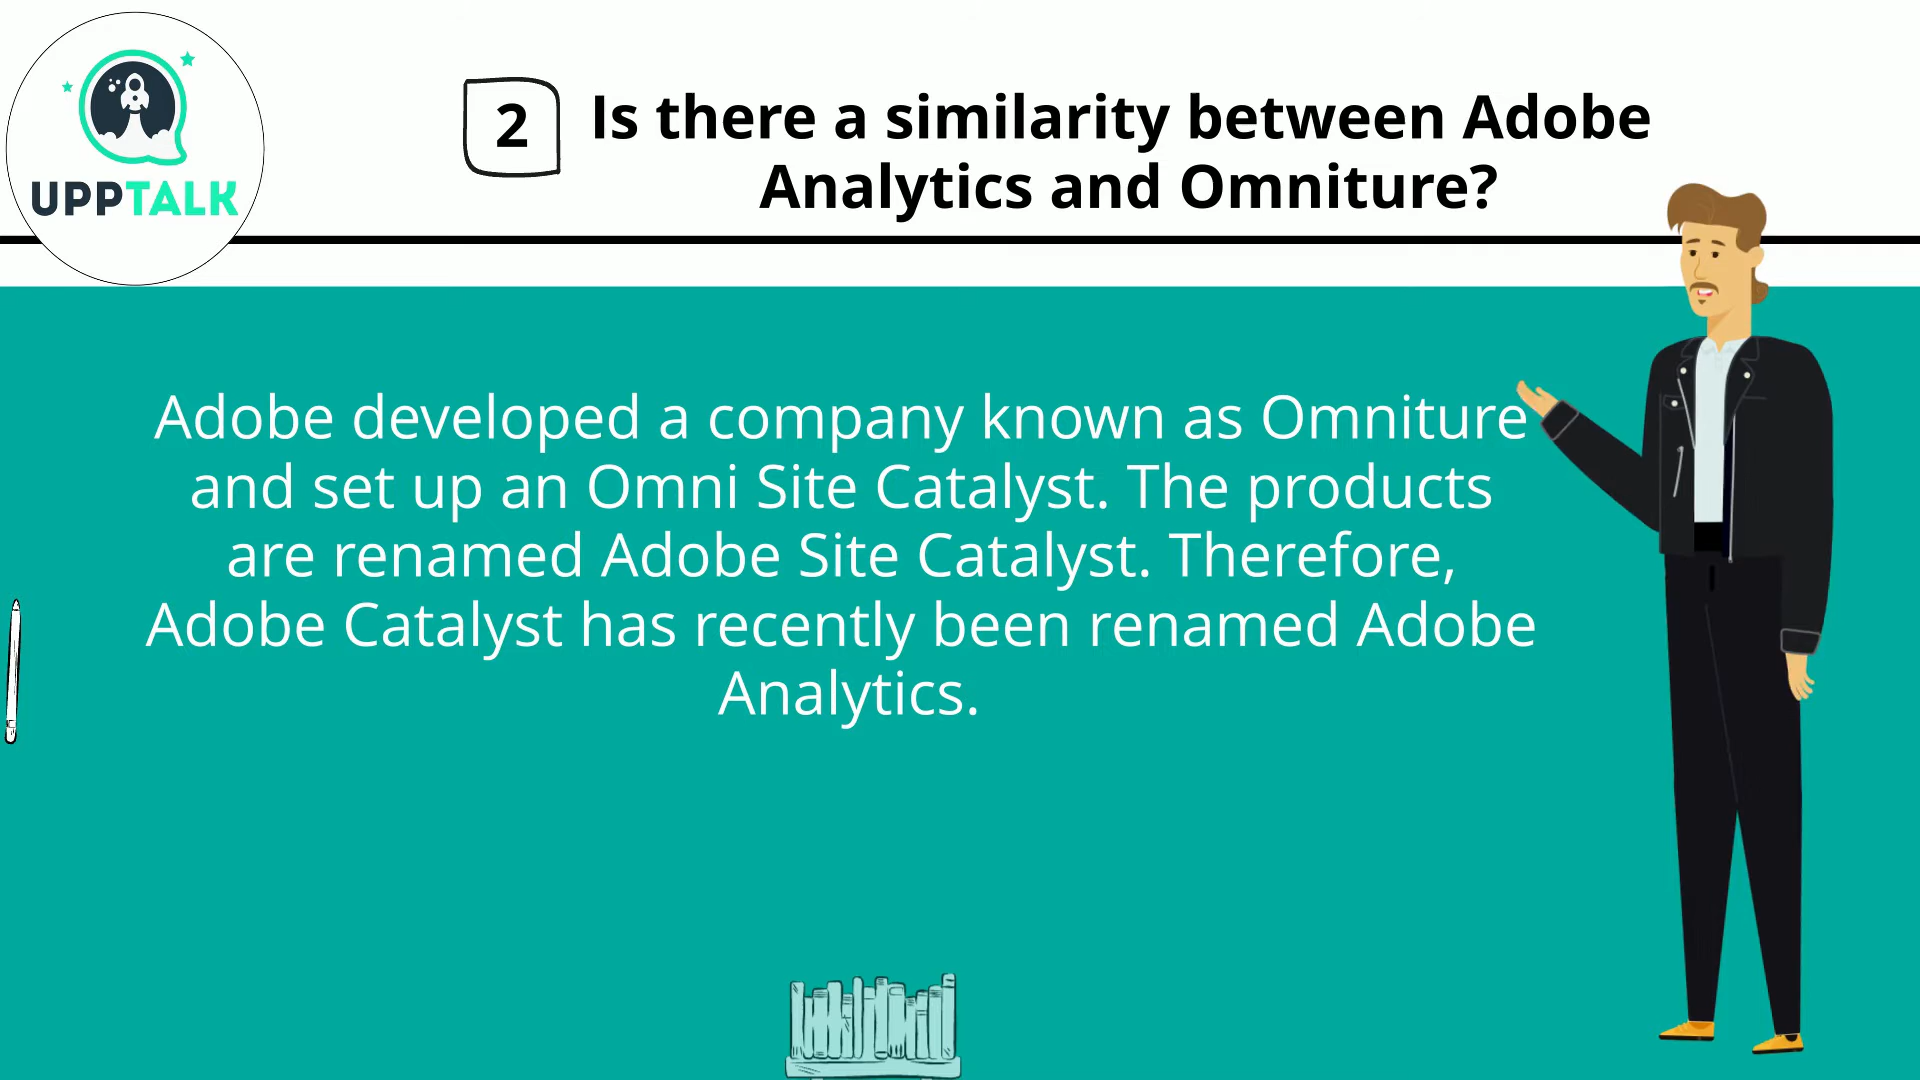 UPPTALK
2
Is there a similarity between Adobe
Analytics and Omniture?
Adobe developed a company known as Omniture
and set up an Omni Site Catalyst. The products
are renamed Adobe Site Catalyst. Therefore,
Adobe Catalyst has recently been renamed Adobe
Analytics.